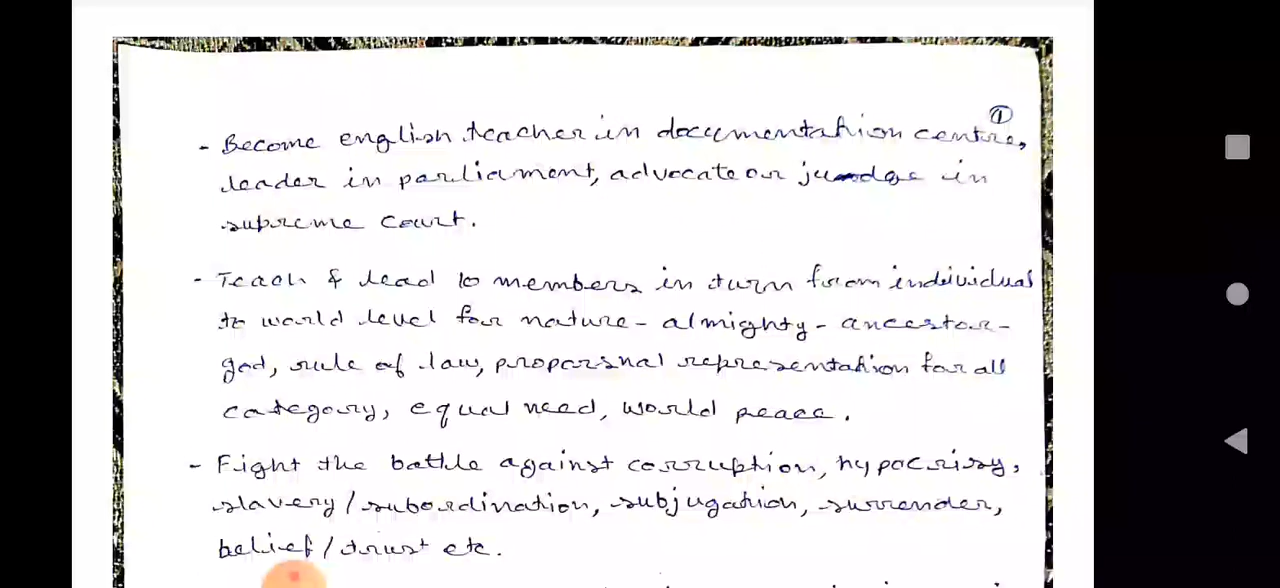 ①
- Become english teacher in documentation centre,
leader in parliament, advocate or judge in
supreme court.
- Teach & lead 10 members in turn from individual
to world level for nature - almighty - ancestor -
god, rule of law, proporsnal representation for all
category, equal need, world peace.
- Fight the battle against corruption, hypocrisy,
slavery / subordination, subjugation, surrender,
belief / trust etc.